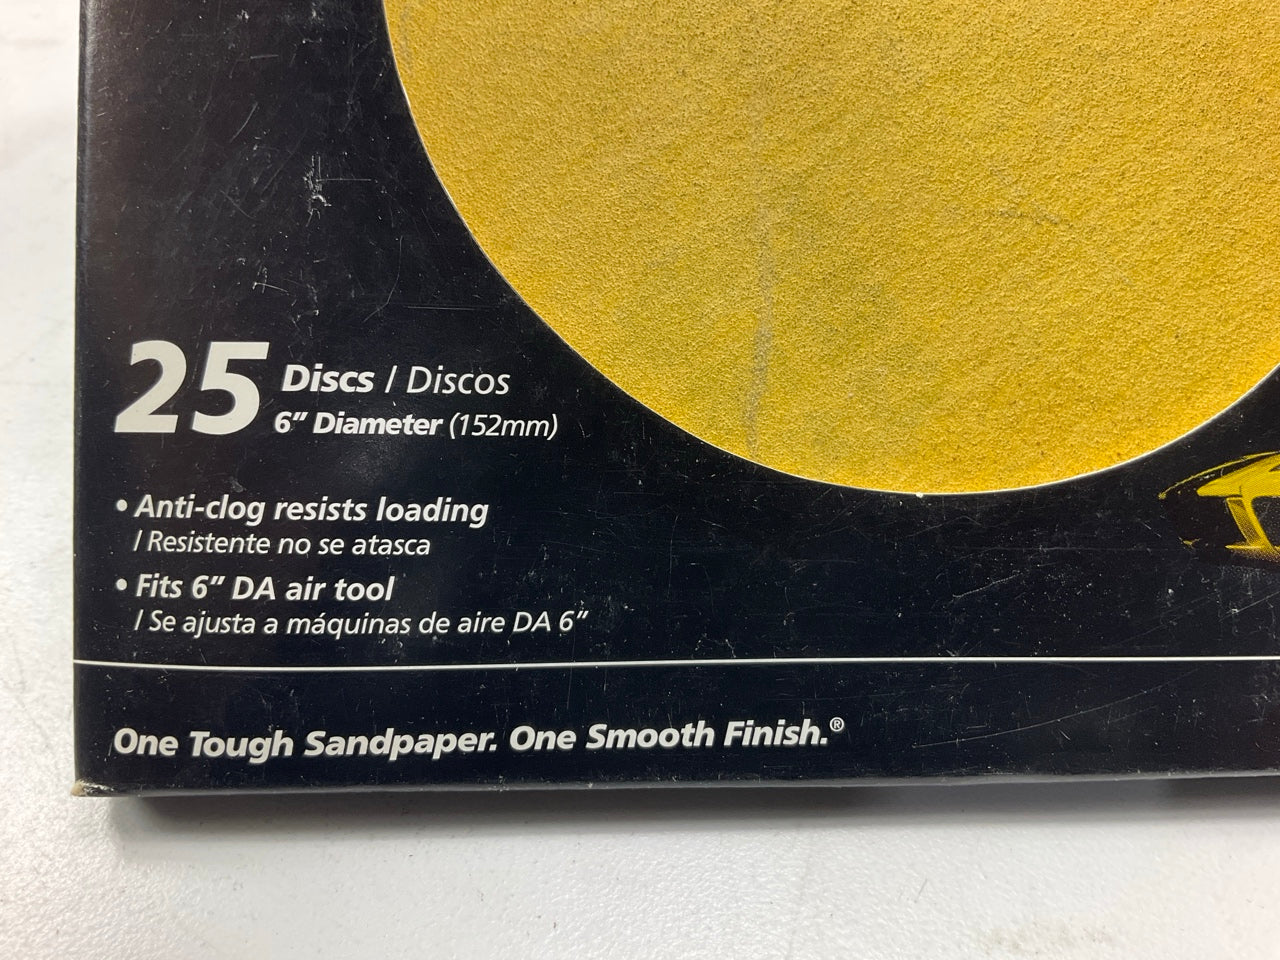 25 Discs / Discos
6" Diameter (152mm)
• Anti-clog resists loading
/ Resistente no se atasca
• Fits 6" DA air tool
/ Se ajusta a máquinas de aire DA 6"
One Tough Sandpaper. One Smooth Finish.®